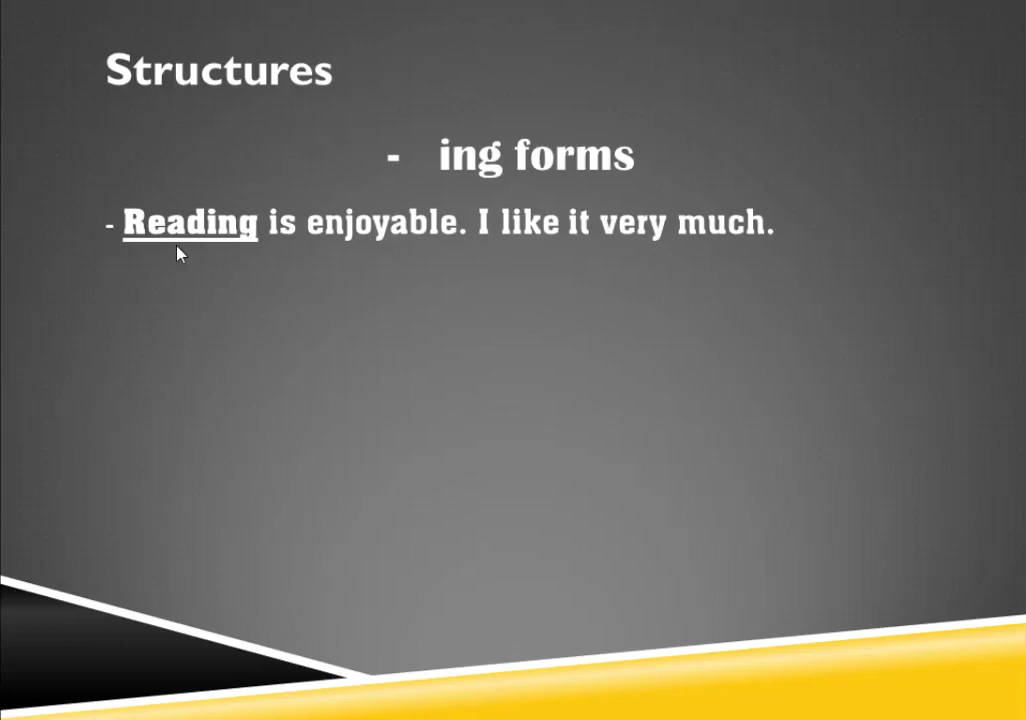 Structures
- ing forms
- Reading is enjoyable. I like it very much.